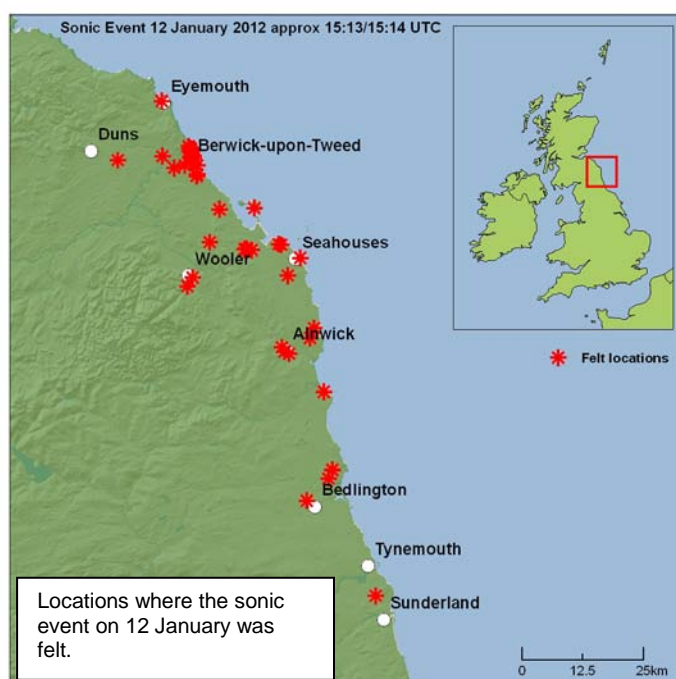 Sonic Event 12 January 2012 approx 15:13/15:14 UTC
Eyemouth
Duns
Berwick-upon-Tweed
Seahouses
Wooler
Alnwick
Felt locations
Bedlington
Tynemouth
Sunderland
Locations where the sonic
event on 12 January was
felt.
0 12.5 25km